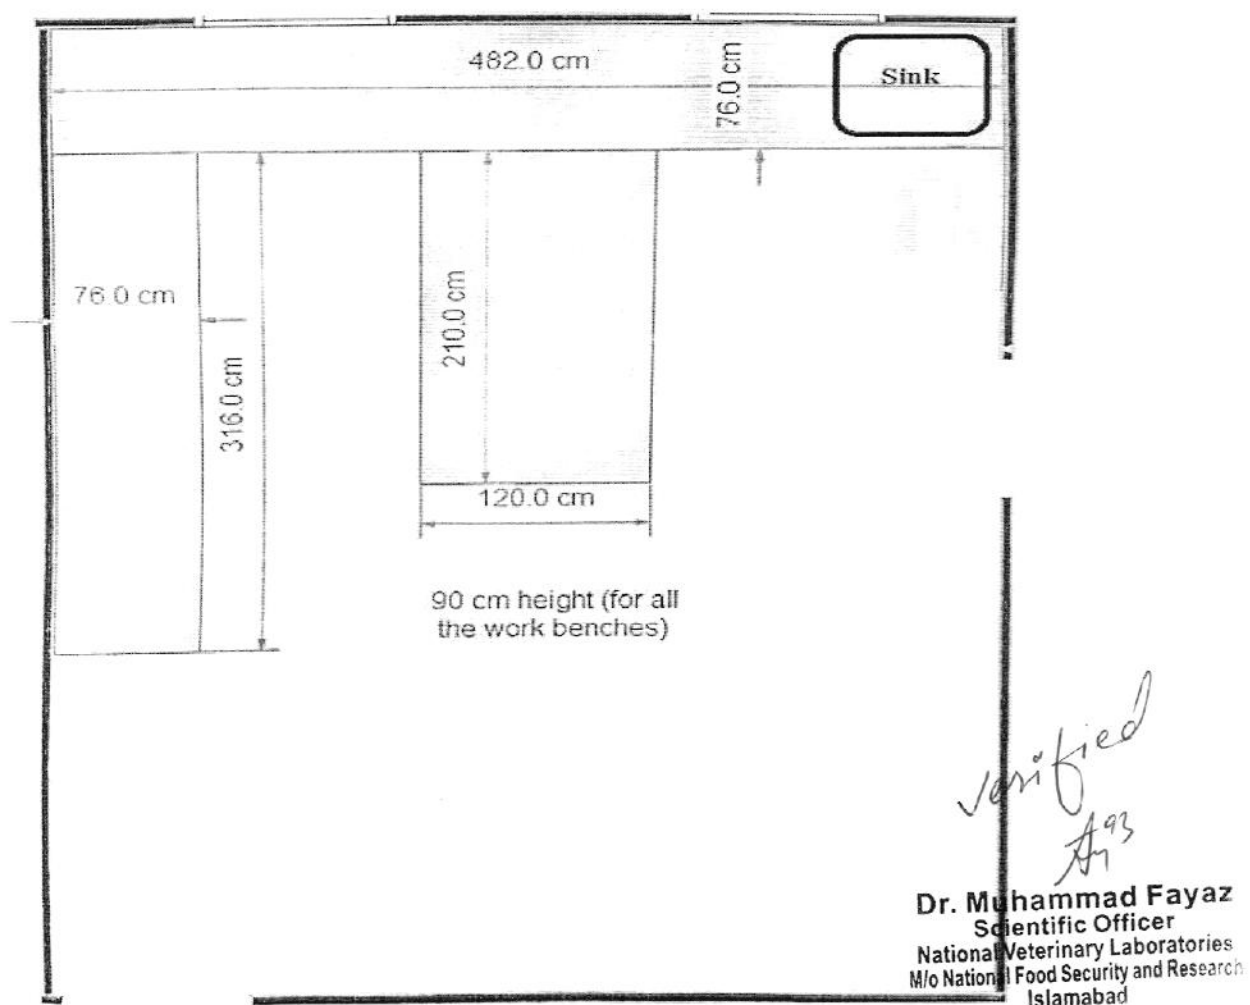 482.0 cm
76.0 cm
Sink
76.0 cm
316.0 cm
210.0 cm
120.0 cm
90 cm height (for all
the work benches)
Verified
Dr. Muhammad Fayaz
Scientific Officer
National Veterinary Laboratories
M/o National Food Security and Research
Islamabad